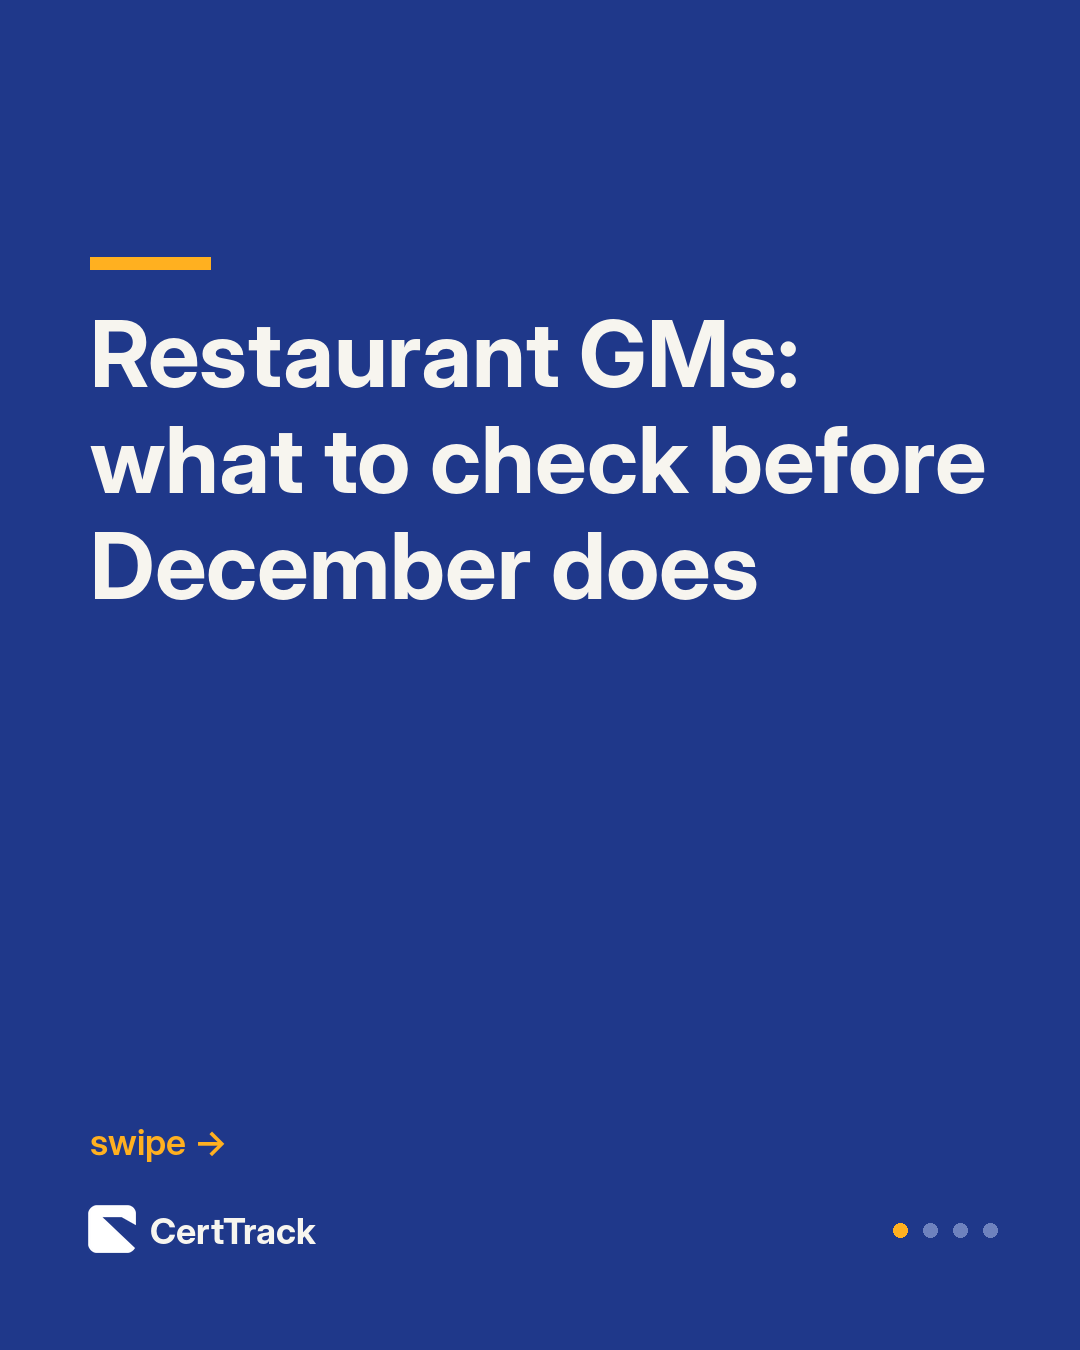 Restaurant GMs:
what to check before
December does
swipe →
CertTrack